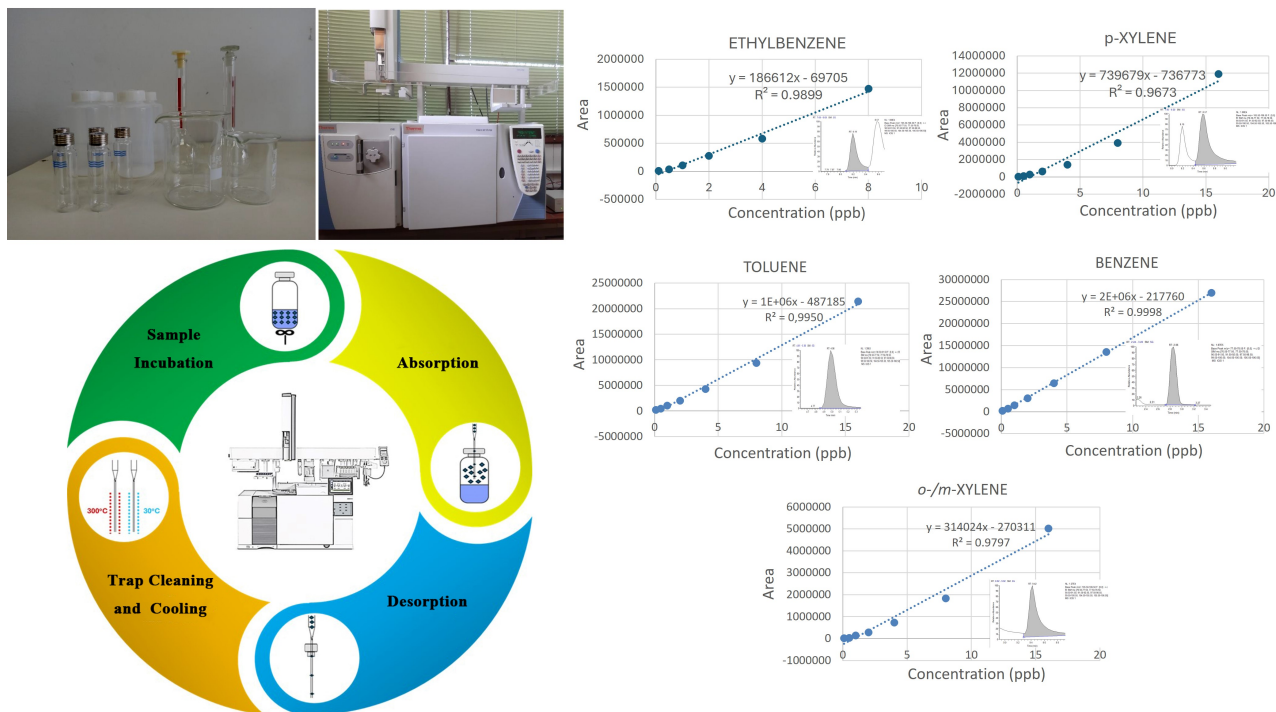 Sample
Incubation
Absorption
Desorption
Trap Cleaning
and Cooling
300°C
30°C
ETHYLBENZENE
y = 186612x - 69705
R² = 0.9899
Area
2000000
1500000
1000000
500000
0
-500000
0 2 4 6 8 10
Concentration (ppb)
p-XYLENE
y = 739679x - 736773
R² = 0.9673
Area
14000000
12000000
10000000
8000000
6000000
4000000
2000000
0
-2000000
0 5 10 15 20
Concentration (ppb)
TOLUENE
y = 1E+06x - 487185
R² = 0,9950
Area
25000000
20000000
15000000
10000000
5000000
0
-5000000
0 5 10 15 20
Concentration (ppb)
BENZENE
y = 2E+06x - 217760
R² = 0.9998
Area
30000000
25000000
20000000
15000000
10000000
5000000
0
-5000000
0 5 10 15 20
Concentration (ppb)
o-/m-XYLENE
y = 314024x - 270311
R² = 0.9797
Area
6000000
5000000
4000000
3000000
2000000
1000000
0
-1000000
0 5 10 15 20
Concentration (ppb)